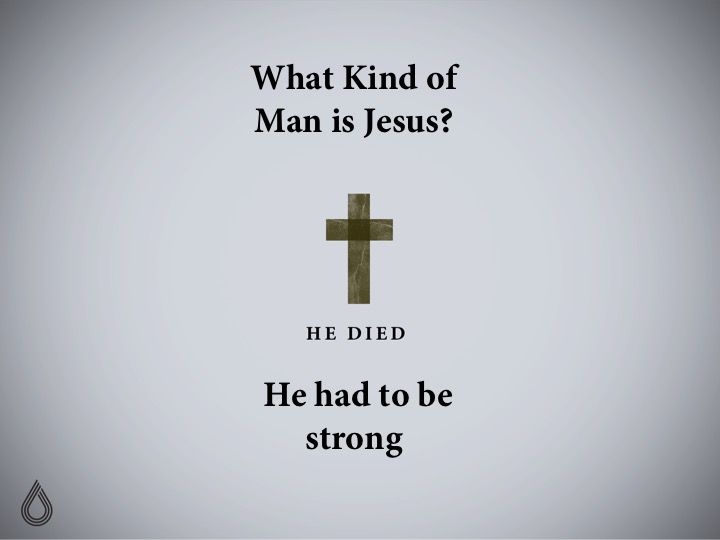 What Kind of
Man is Jesus?
HE DIED
He had to be
strong